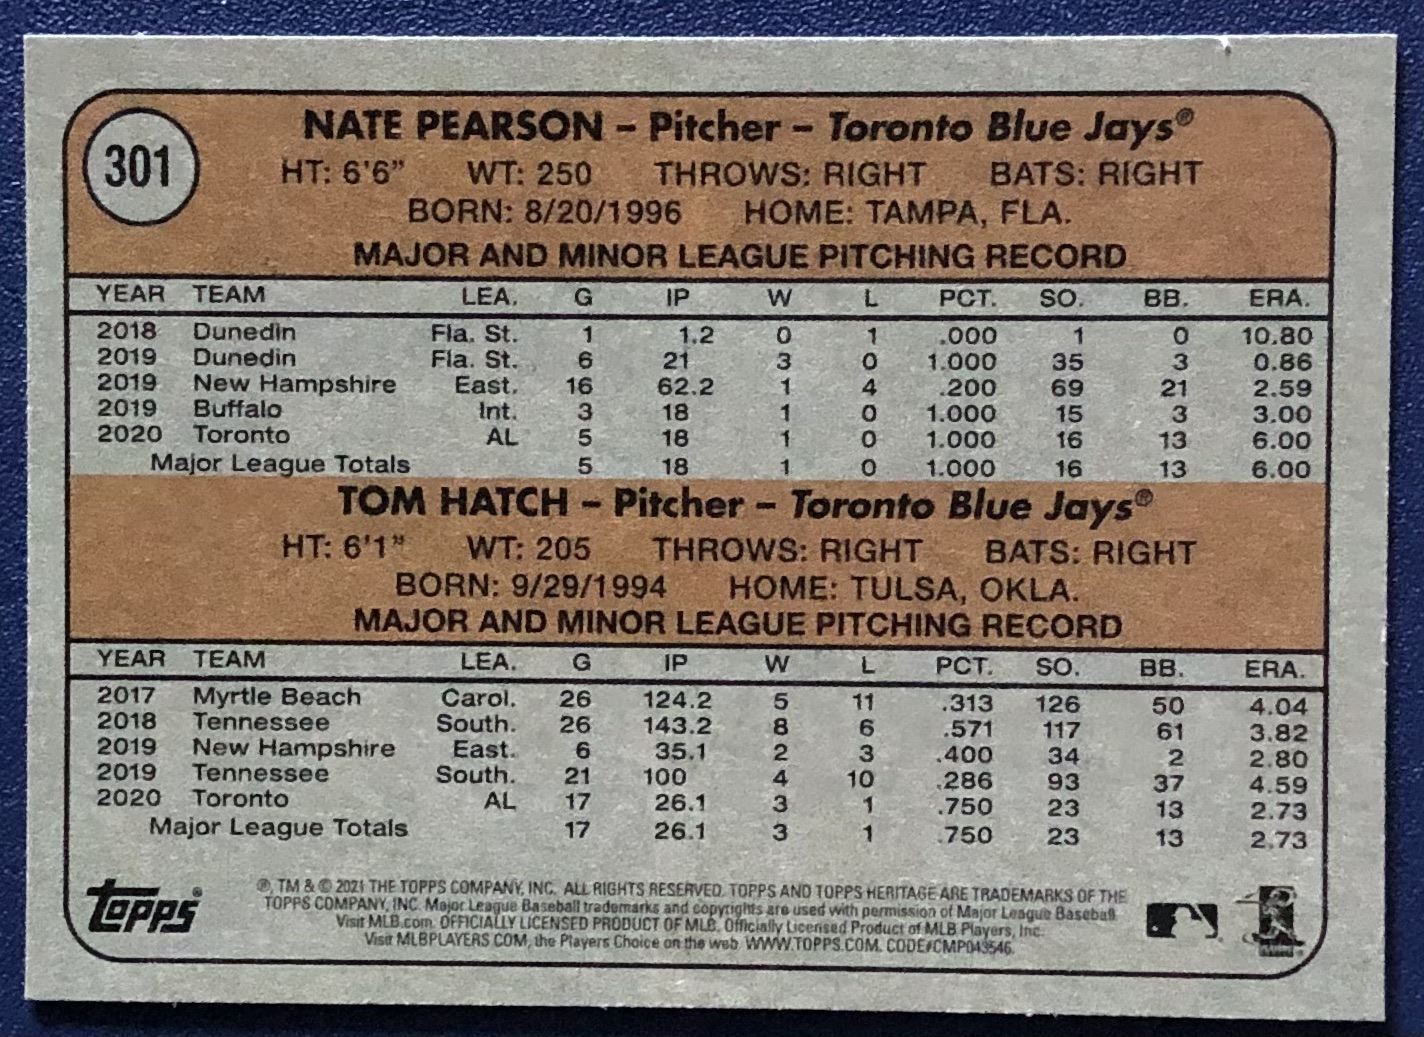 301
NATE PEARSON – Pitcher – Toronto Blue Jays®
HT: 6'6" WT: 250 THROWS: RIGHT BATS: RIGHT
BORN: 8/20/1996 HOME: TAMPA, FLA.
MAJOR AND MINOR LEAGUE PITCHING RECORD
YEAR TEAM LEA. G IP W L PCT. SO. BB. ERA.
2018 Dunedin Fla. St. 1 1.2 0 1 .000 1 0 10.80
2019 Dunedin Fla. St. 6 21 3 0 1.000 35 3 0.86
2019 New Hampshire East. 16 62.2 1 4 .200 69 21 2.59
2019 Buffalo Int. 3 18 1 0 1.000 15 3 3.00
2020 Toronto AL 5 18 1 0 1.000 16 13 6.00
Major League Totals 5 18 1 0 1.000 16 13 6.00
TOM HATCH – Pitcher – Toronto Blue Jays®
HT: 6'1" WT: 205 THROWS: RIGHT BATS: RIGHT
BORN: 9/29/1994 HOME: TULSA, OKLA.
MAJOR AND MINOR LEAGUE PITCHING RECORD
YEAR TEAM LEA. G IP W L PCT. SO. BB. ERA.
2017 Myrtle Beach Carol. 26 124.2 5 11 .313 126 50 4.04
2018 Tennessee South. 26 143.2 8 6 .571 117 61 3.82
2019 New Hampshire East. 6 35.1 2 3 .400 34 2 2.80
2019 Tennessee South. 21 100 4 10 .286 93 37 4.59
2020 Toronto AL 17 26.1 3 1 .750 23 13 2.73
Major League Totals 17 26.1 3 1 .750 23 13 2.73
topps®
®, TM & © 2021 THE TOPPS COMPANY, INC. ALL RIGHTS RESERVED. TOPPS AND TOPPS HERITAGE ARE TRADEMARKS OF THE
TOPPS COMPANY, INC. Major League Baseball trademarks and copyrights are used with permission of Major League Baseball.
Visit MLB.com. OFFICIALLY LICENSED PRODUCT OF MLB. Officially Licensed Product of MLB Players, Inc.
Visit MLBPLAYERS.COM, the Players Choice on the web. WWW.TOPPS.COM. CODE#CMP043546.